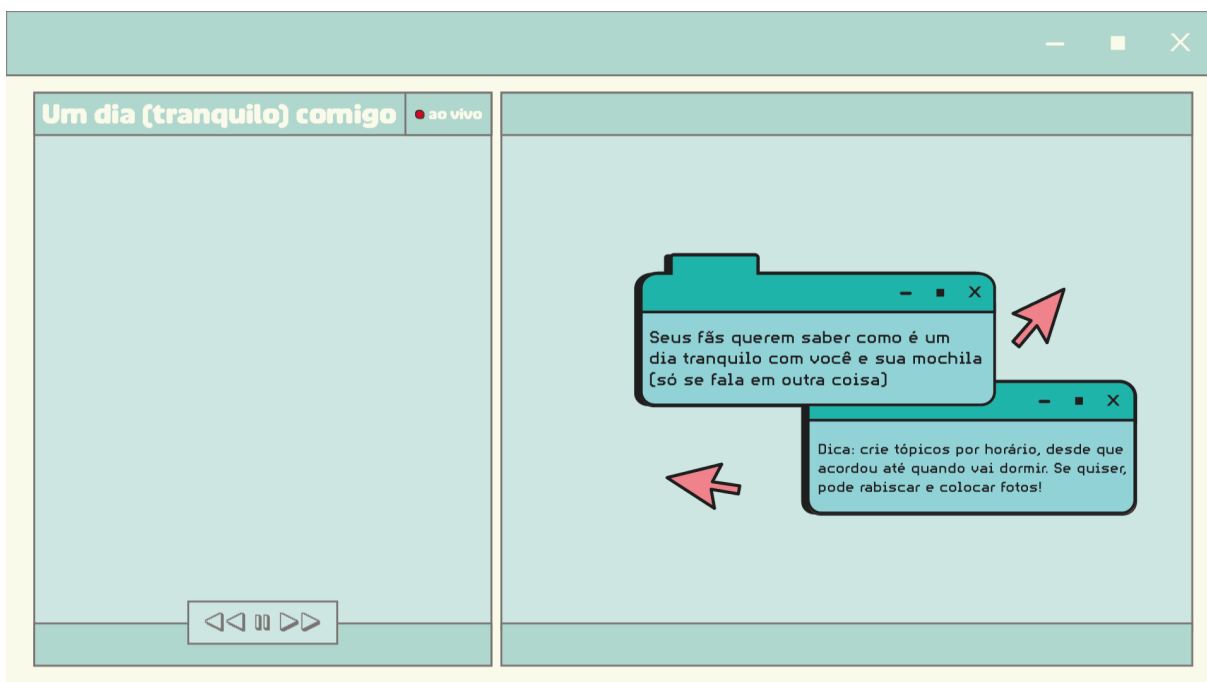 Um dia (tranquilo) comigo
ao vivo
Seus fãs querem saber como é um
dia tranquilo com você e sua mochila
(só se fala em outra coisa)
Dica: crie tópicos por horário, desde que
acordou até quando vai dormir. Se quiser,
pode rabiscar e colocar fotos!